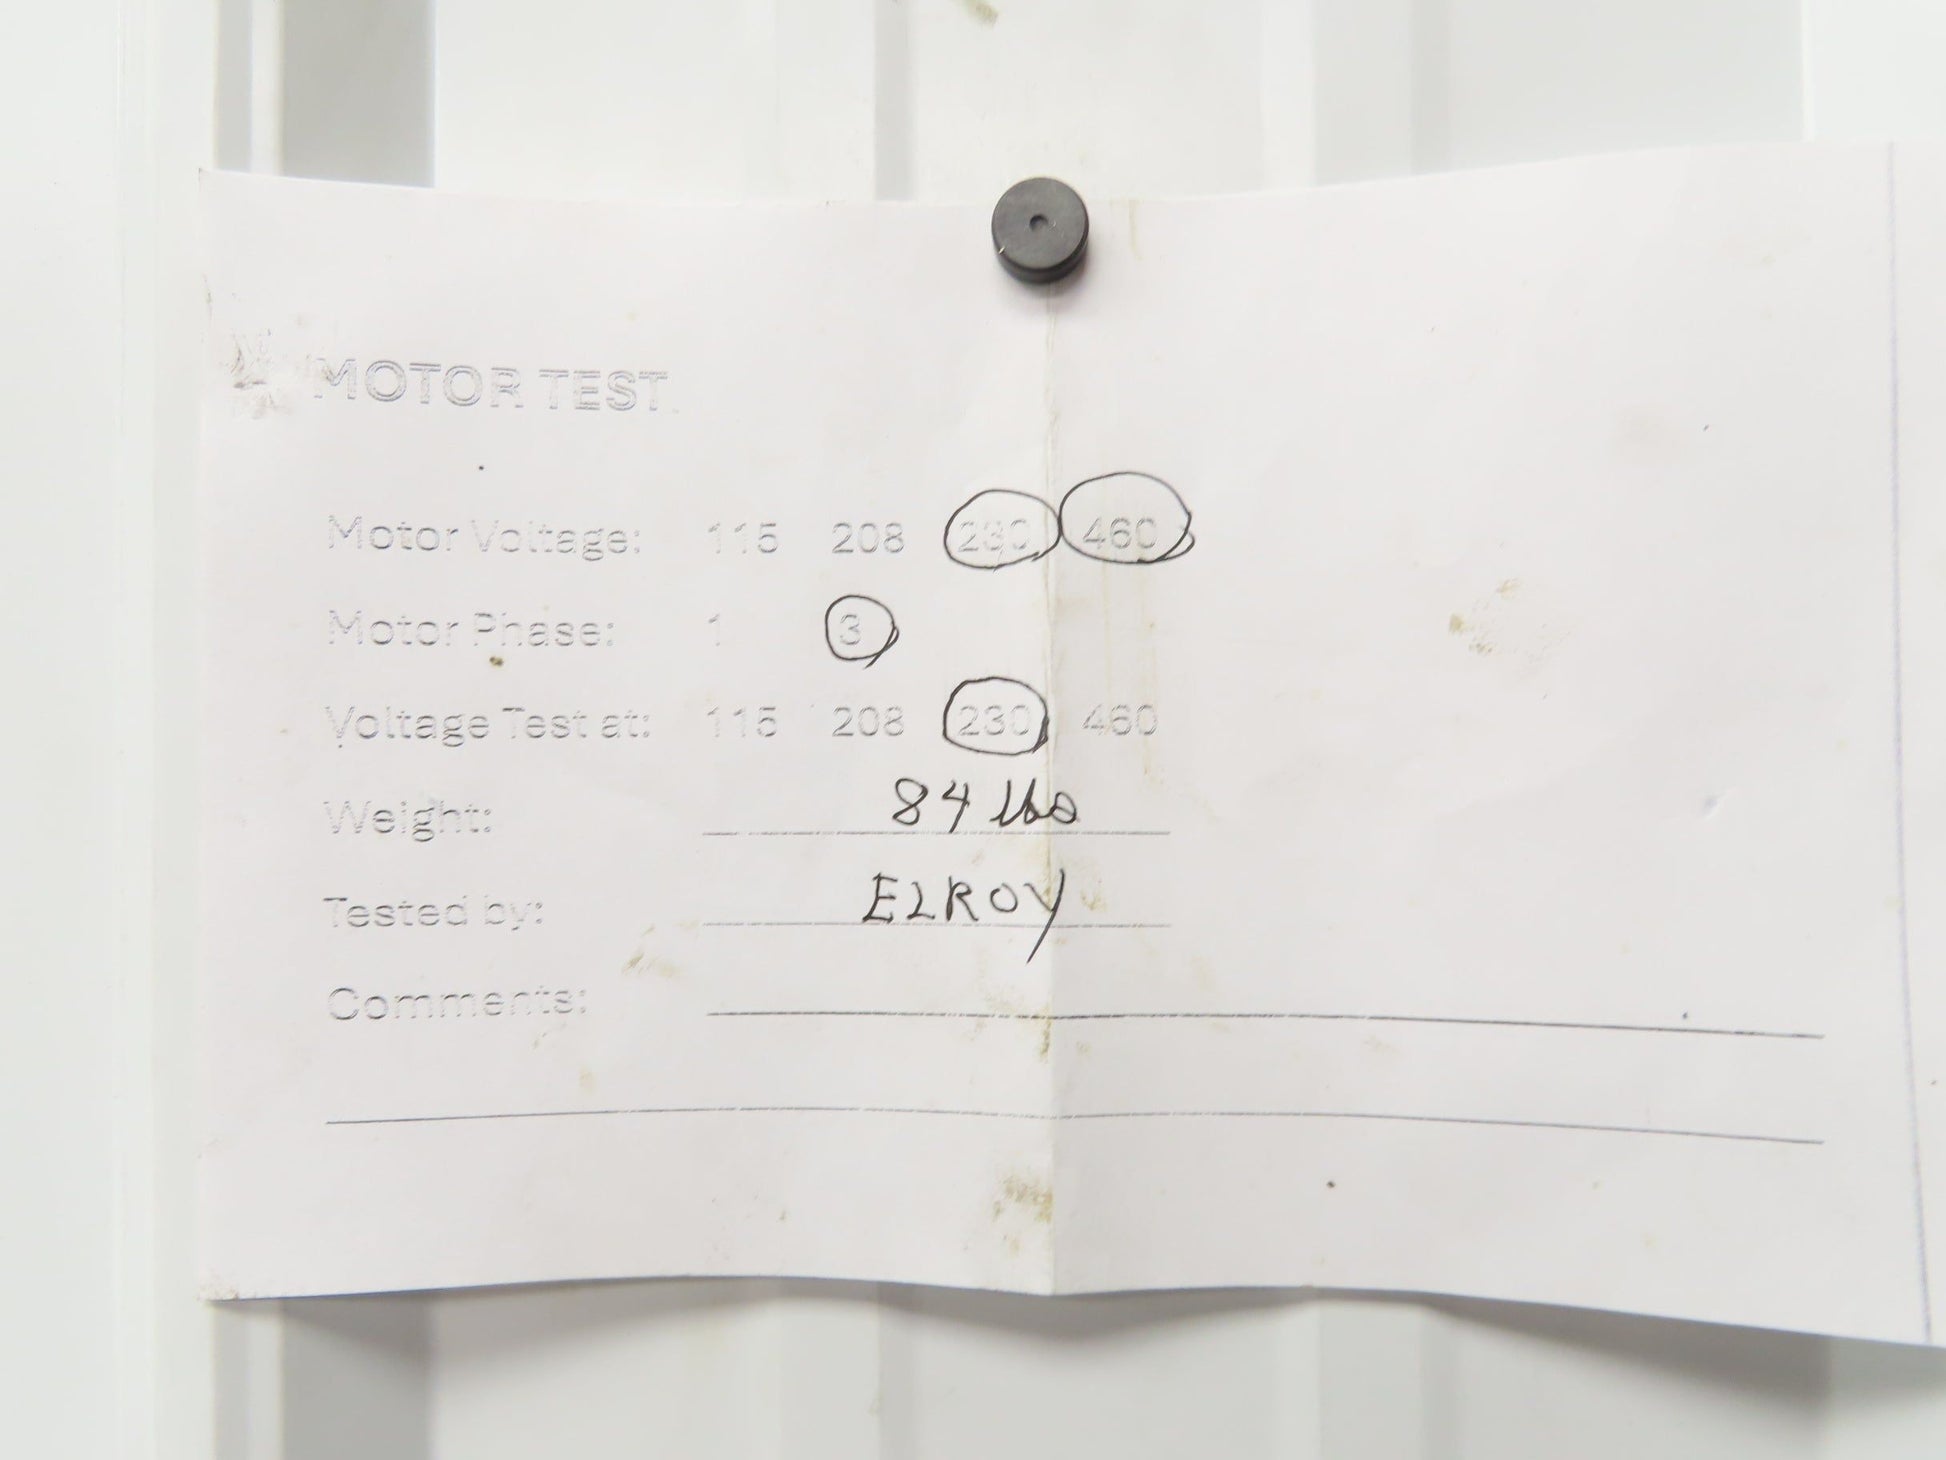 MOTOR TEST
Motor Voltage: 115 208 230 460
Motor Phase: 1 3
Voltage Test at: 115 208 230 460
Weight: 84 lbs
Tested by: ELROY
Comments: